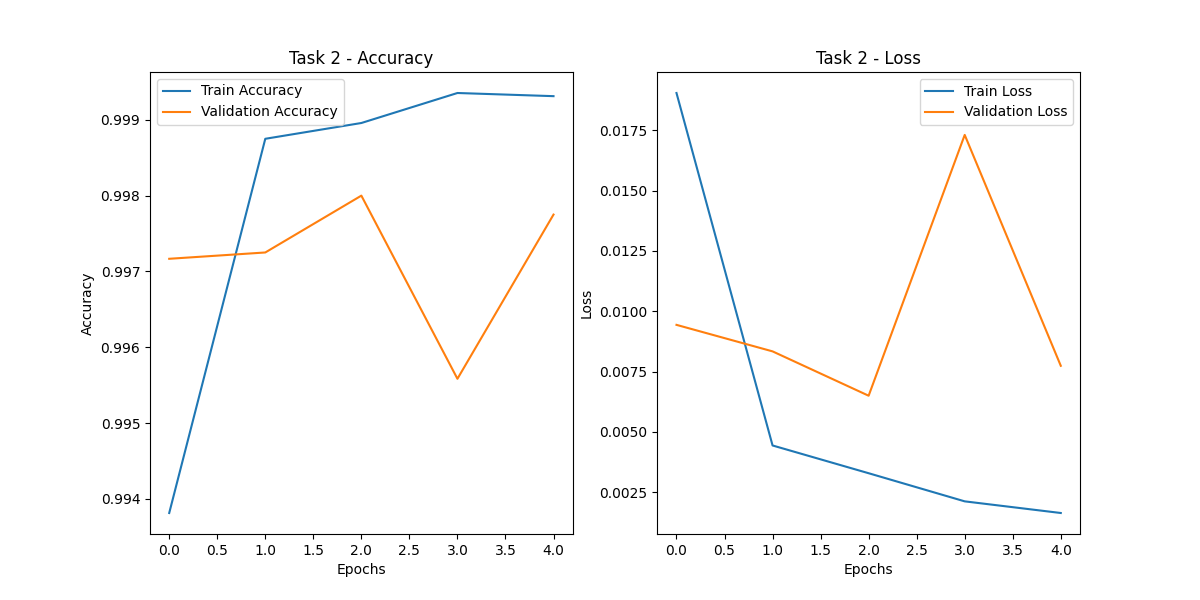 Task 2 - Accuracy
Train Accuracy
Validation Accuracy
0.999
0.998
0.997
0.996
0.995
0.994
Accuracy
0.0 0.5 1.0 1.5 2.0 2.5 3.0 3.5 4.0
Epochs
Task 2 - Loss
Train Loss
Validation Loss
0.0175
0.0150
0.0125
0.0100
0.0075
0.0050
0.0025
Loss
0.0 0.5 1.0 1.5 2.0 2.5 3.0 3.5 4.0
Epochs